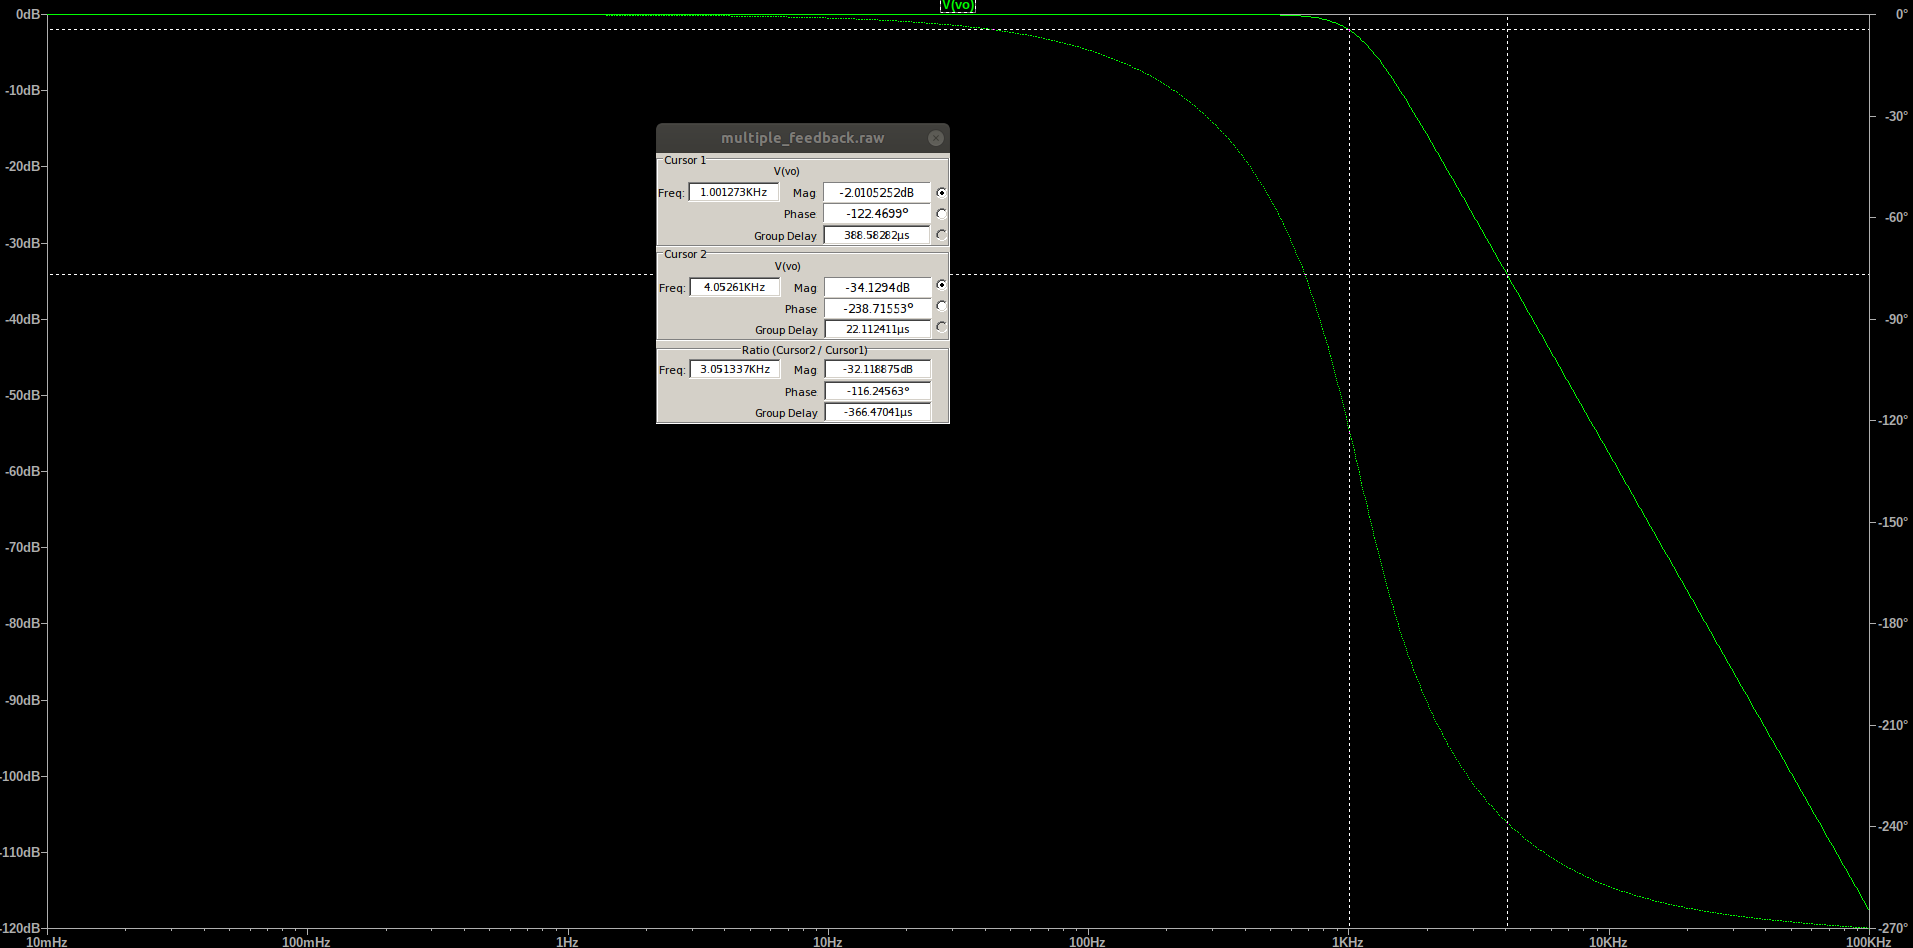 V(vo)
0dB
0°
-10dB
-20dB
-30dB
-40dB
-50dB
-60dB
-70dB
-80dB
-90dB
-100dB
-110dB
-120dB
-30°
-60°
-90°
-120°
-150°
-180°
-210°
-240°
-270°
multiple_feedback.raw
Cursor 1
V(vo)
Freq: 1.001273KHz Mag -2.0105252dB
Phase -122.4699°
Group Delay 388.58282µs
Cursor 2
V(vo)
Freq: 4.05261KHz Mag -34.1294dB
Phase -238.71553°
Group Delay 22.112411µs
Ratio (Cursor2 / Cursor1)
Freq: 3.051337KHz Mag -32.118875dB
Phase -116.24563°
Group Delay -366.47041µs
10mHz 100mHz 1Hz 10Hz 100Hz 1KHz 10KHz 100KHz